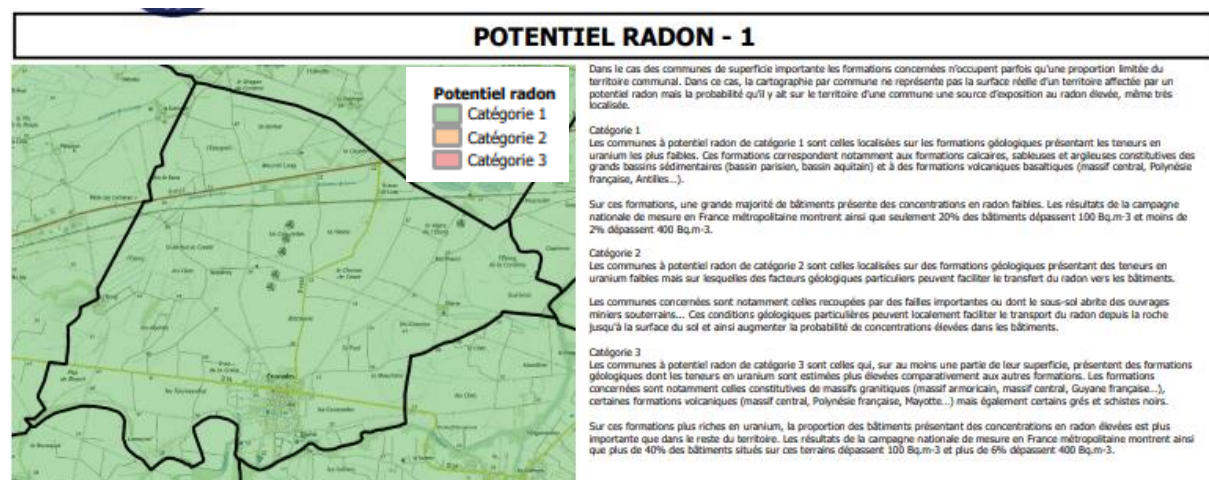 POTENTIEL RADON - 1
Potentiel radon
Catégorie 1
Catégorie 2
Catégorie 3
Dans le cas des communes de superficie importante les formations concernées n'occupent parfois qu'une proportion limitée du
territoire communal. Dans ce cas, la cartographie par commune ne représente pas la surface réelle d'un territoire affectée par un
potentiel radon mais la probabilité qu'il y ait sur le territoire d'une commune une source d'exposition au radon élevée, même très
localisée.
Catégorie 1
Les communes à potentiel radon de catégorie 1 sont celles localisées sur les formations géologiques présentant les teneurs en
uranium les plus faibles. Ces formations correspondent notamment aux formations calcaires, sableuses et argileuses constitutives des
grands bassins sédimentaires (bassin parisien, bassin aquitain) et à des formations volcaniques basaltiques (massif central, Polynésie
française, Antilles...).
Sur ces formations, une grande majorité de bâtiments présente des concentrations en radon faibles. Les résultats de la campagne
nationale de mesure en France métropolitaine montrent ainsi que seulement 20% des bâtiments dépassent 100 Bq.m-3 et moins de
2% dépassent 400 Bq.m-3.
Catégorie 2
Les communes à potentiel radon de catégorie 2 sont celles localisées sur des formations géologiques présentant des teneurs en
uranium faibles mais sur lesquelles des facteurs géologiques particuliers peuvent faciliter le transfert du radon vers les bâtiments.
Les communes concernées sont notamment celles recoupées par des failles importantes ou dont le sous-sol abrite des ouvrages
miniers souterrains... Ces conditions géologiques particulières peuvent localement faciliter le transport du radon depuis la roche
jusqu'à la surface du sol et ainsi augmenter la probabilité de concentrations élevées dans les bâtiments.
Catégorie 3
Les communes à potentiel radon de catégorie 3 sont celles qui, sur au moins une partie de leur superficie, présentent des formations
géologiques dont les teneurs en uranium sont estimées plus élevées comparativement aux autres formations. Les formations
concernées sont notamment celles constitutives de massifs granitiques (massif armoricain, massif central, Guyane française...),
certaines formations volcaniques (massif central, Polynésie française, Mayotte...) mais également certains grés et schistes noirs.
Sur ces formations plus riches en uranium, la proportion des bâtiments présentant des concentrations en radon élevées est plus
importante que dans le reste du territoire. Les résultats de la campagne nationale de mesure en France métropolitaine montrent ainsi
que plus de 40% des bâtiments situés sur ces terrains dépassent 100 Bq.m-3 et plus de 6% dépassent 400 Bq.m-3.